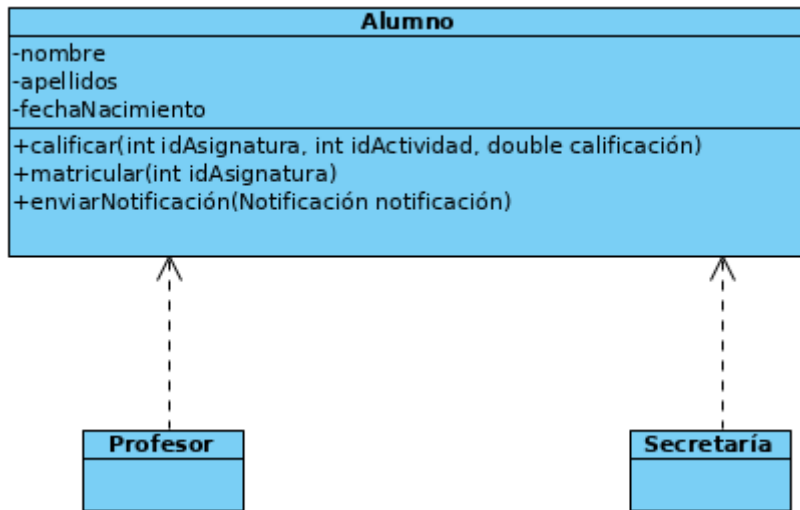 Alumno
-nombre
-apellidos
-fechaNacimiento
+calificar(int idAsignatura, int idActividad, double calificación)
+matricular(int idAsignatura)
+enviarNotificación(Notificación notificación)
Profesor
Secretaría